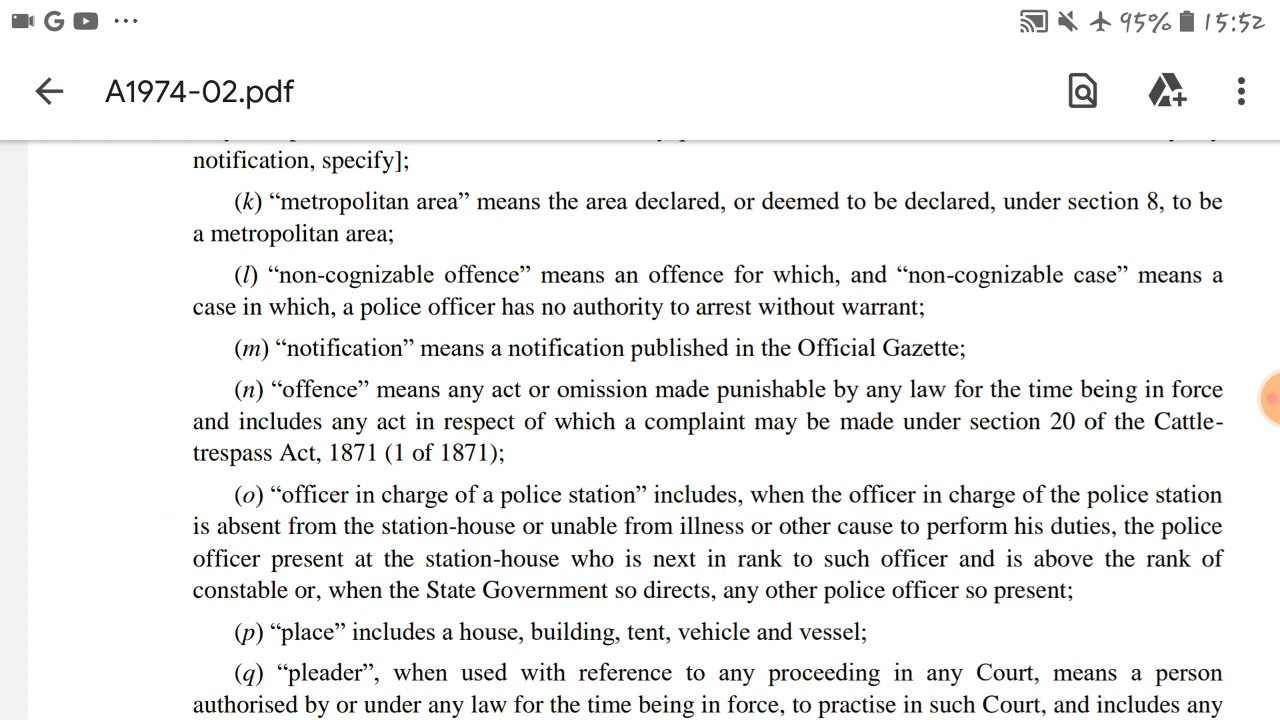 95% 15:52
A1974-02.pdf
notification, specify];
(k) “metropolitan area” means the area declared, or deemed to be declared, under section 8, to be
a metropolitan area;
(l) “non-cognizable offence” means an offence for which, and “non-cognizable case” means a
case in which, a police officer has no authority to arrest without warrant;
(m) “notification” means a notification published in the Official Gazette;
(n) “offence” means any act or omission made punishable by any law for the time being in force
and includes any act in respect of which a complaint may be made under section 20 of the Cattle-
trespass Act, 1871 (1 of 1871);
(o) “officer in charge of a police station” includes, when the officer in charge of the police station
is absent from the station-house or unable from illness or other cause to perform his duties, the police
officer present at the station-house who is next in rank to such officer and is above the rank of
constable or, when the State Government so directs, any other police officer so present;
(p) “place” includes a house, building, tent, vehicle and vessel;
(q) “pleader”, when used with reference to any proceeding in any Court, means a person
authorised by or under any law for the time being in force, to practise in such Court, and includes any